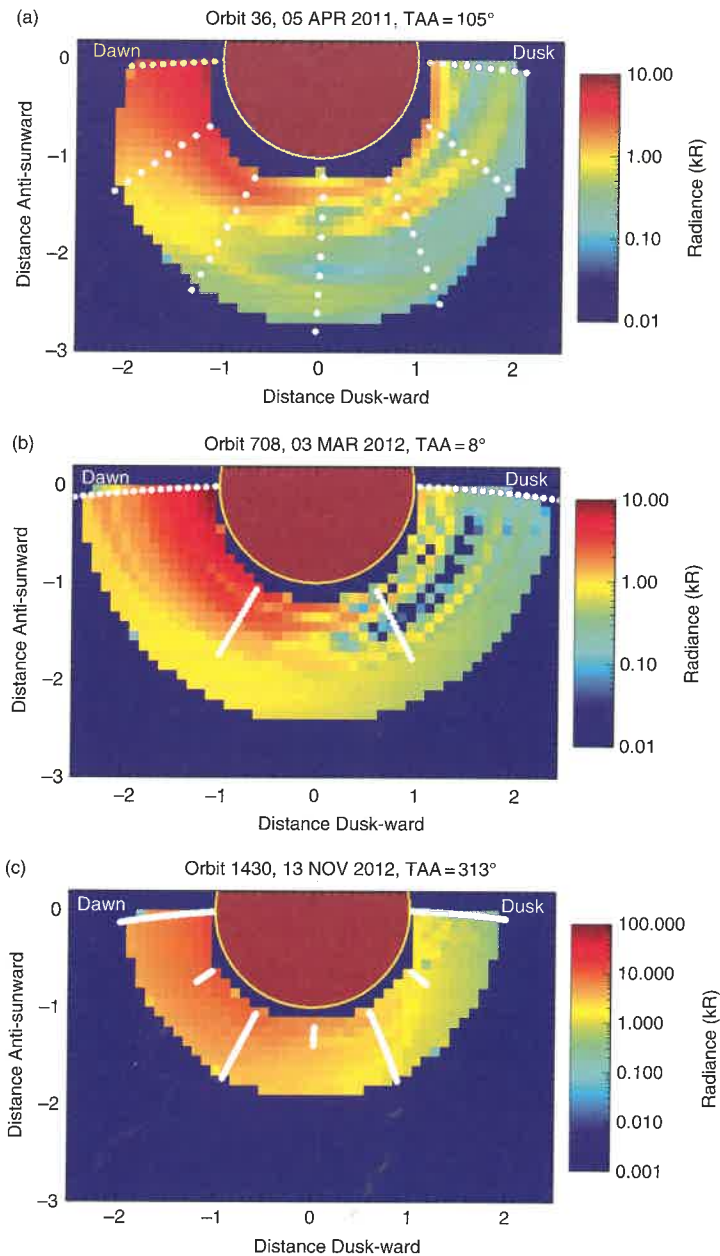 (a)
Orbit 36, 05 APR 2011, TAA = 105°
Dawn
Dusk
0
−1
−2
−3
Distance Anti-sunward
−2 −1 0 1 2
Distance Dusk-ward
10.00
1.00
0.10
0.01
Radiance (kR)
(b)
Orbit 708, 03 MAR 2012, TAA = 8°
Dawn
Dusk
0
−1
−2
−3
Distance Anti-sunward
−2 −1 0 1 2
Distance Dusk-ward
10.00
1.00
0.10
0.01
Radiance (kR)
(c)
Orbit 1430, 13 NOV 2012, TAA = 313°
Dawn
Dusk
0
−1
−2
−3
Distance Anti-sunward
−2 −1 0 1 2
Distance Dusk-ward
100.000
10.000
1.000
0.100
0.010
0.001
Radiance (kR)